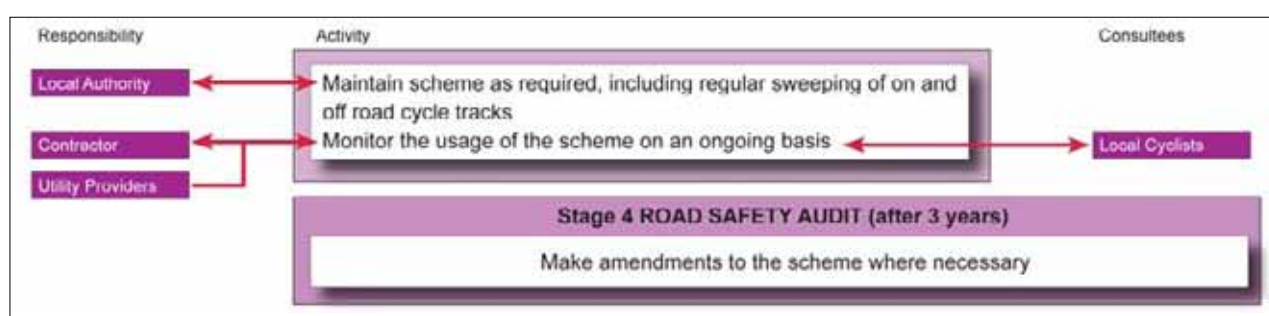 Responsibility
Activity
Consultees
Local Authority
Maintain scheme as required, including regular sweeping of on and
off road cycle tracks
Contractor
Monitor the usage of the scheme on an ongoing basis
Local Cyclists
Utility Providers
Stage 4 ROAD SAFETY AUDIT (after 3 years)
Make amendments to the scheme where necessary